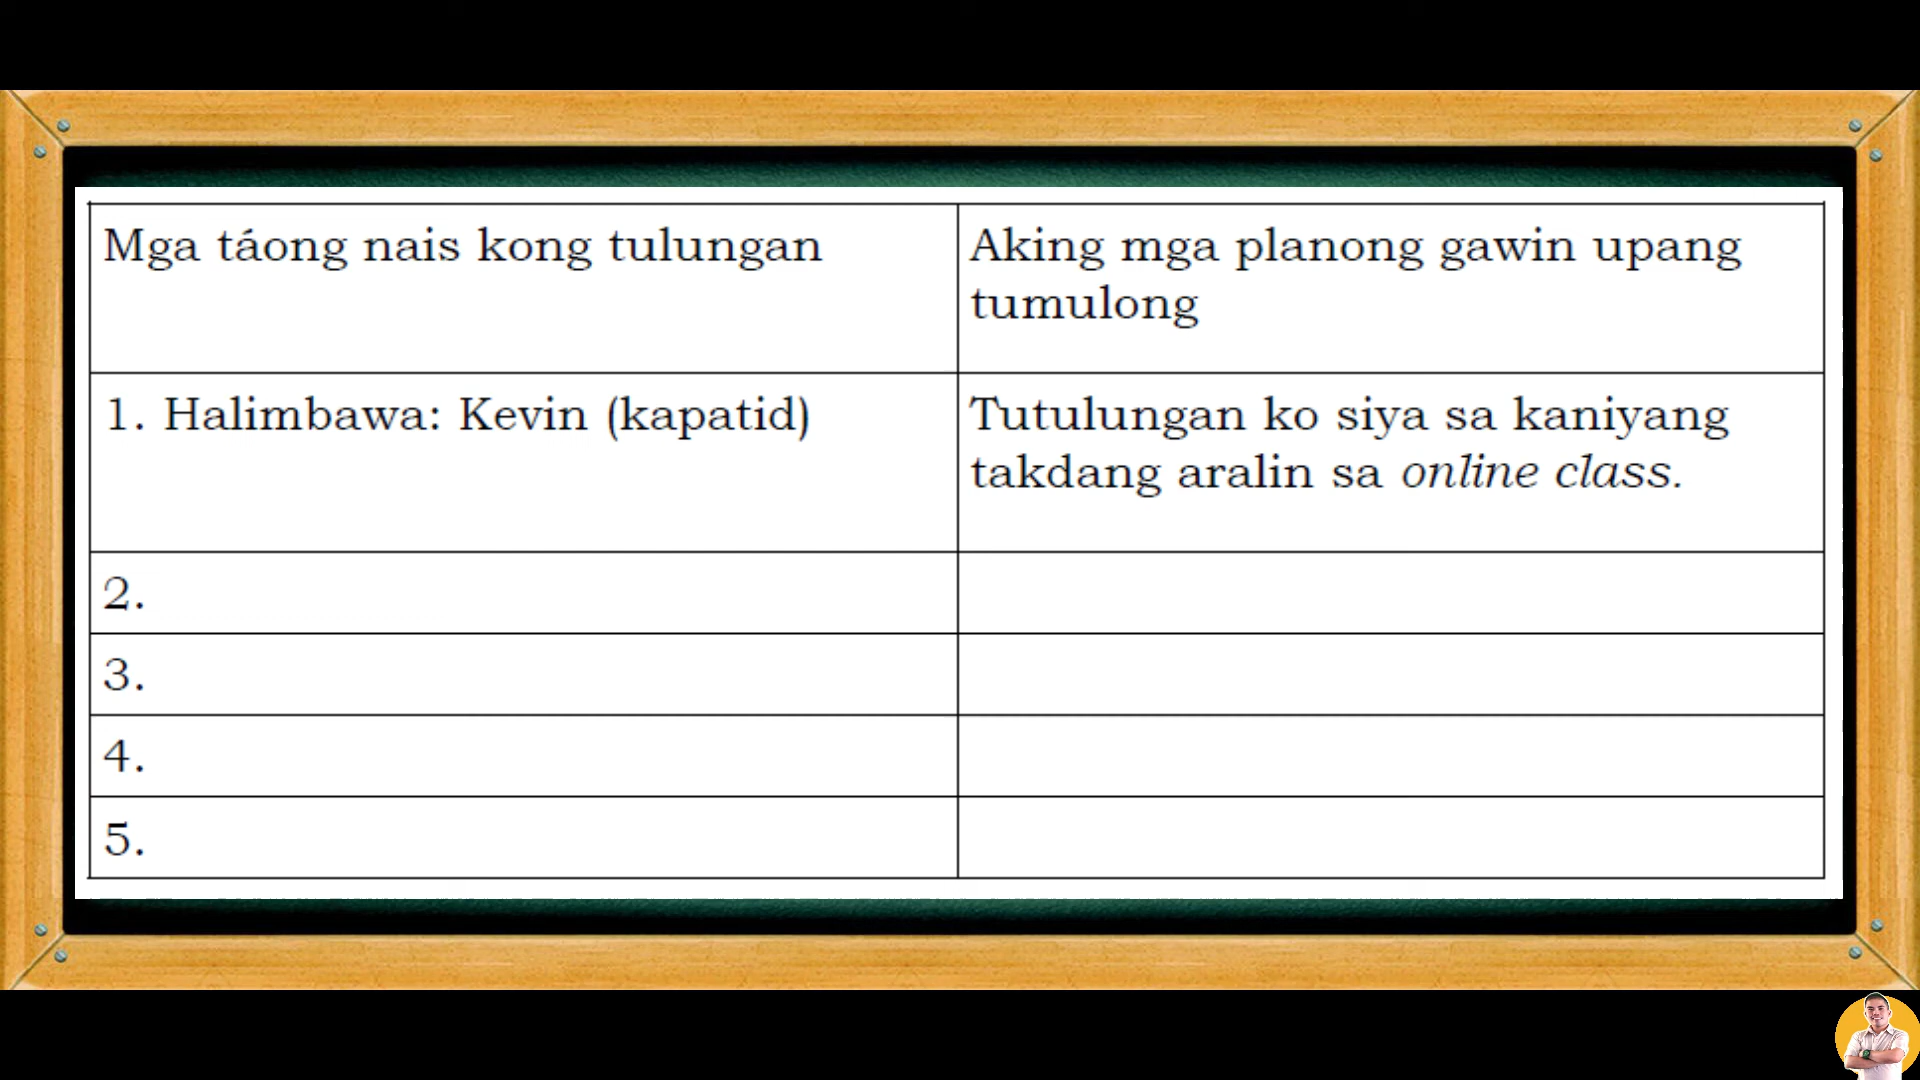 Mga táong nais kong tulungan
Aking mga planong gawin upang
tumulong
1. Halimbawa: Kevin (kapatid)
Tutulungan ko siya sa kaniyang
takdang aralin sa online class.
2.
3.
4.
5.